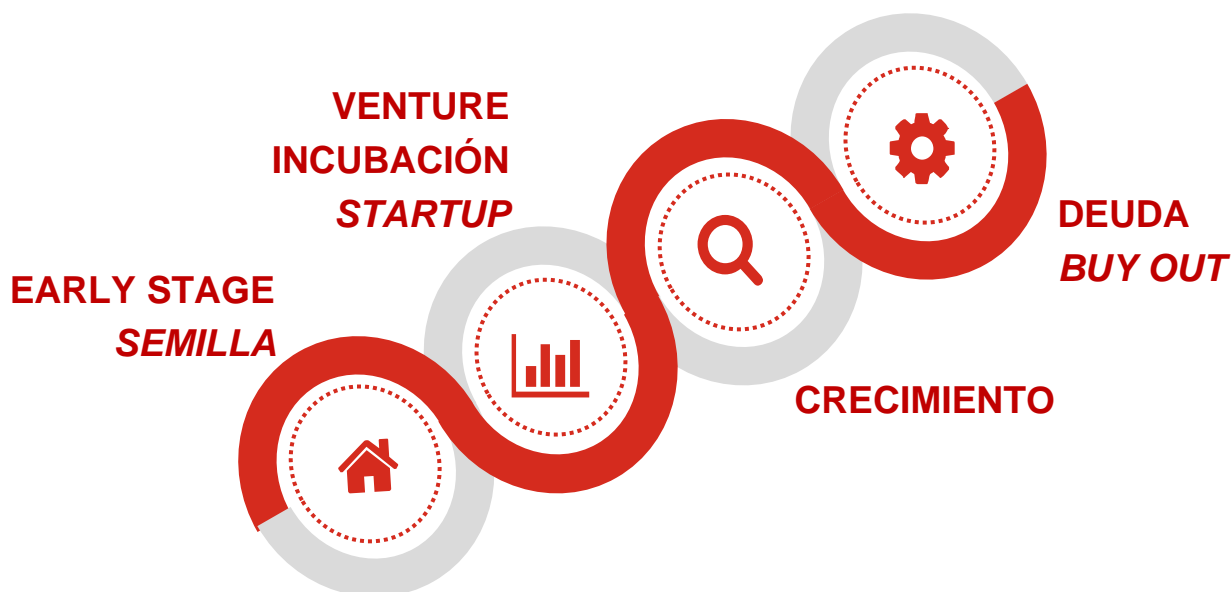 VENTURE
INCUBACIÓN
STARTUP
EARLY STAGE
SEMILLA
DEUDA
BUY OUT
CRECIMIENTO